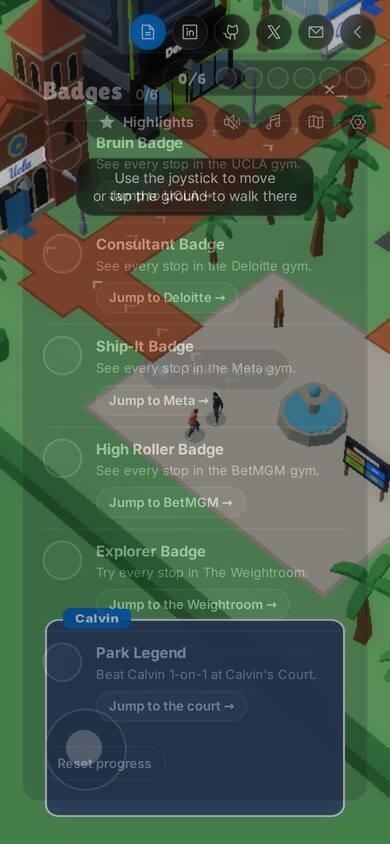 Badges 0/6
0/6
Highlights
Bruin Badge
See every stop in the UCLA gym.
Use the joystick to move
or tap the ground to walk there
Consultant Badge
See every stop in the Deloitte gym.
Jump to Deloitte →
Ship-It Badge
See every stop in the Meta gym.
Jump to Meta →
High Roller Badge
See every stop in the BetMGM gym.
Jump to BetMGM →
Explorer Badge
Try every stop in The Weightroom.
Jump to the Weightroom →
Calvin
Park Legend
Beat Calvin 1-on-1 at Calvin's Court.
Jump to the court →
Reset progress
Ucla